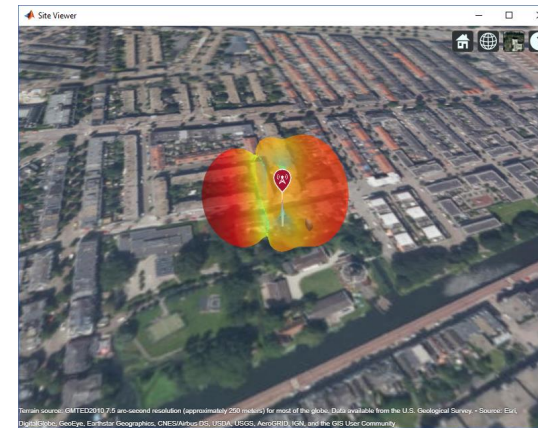 Site Viewer
Terrain source: GMTED2010 7.5 arc-second resolution (approximately 250 meters) for most of the globe. Data available from the U.S. Geological Survey. • Source: Esri,
DigitalGlobe, GeoEye, Earthstar Geographics, CNES/Airbus DS, USDA, USGS, AeroGRID, IGN, and the GIS User Community